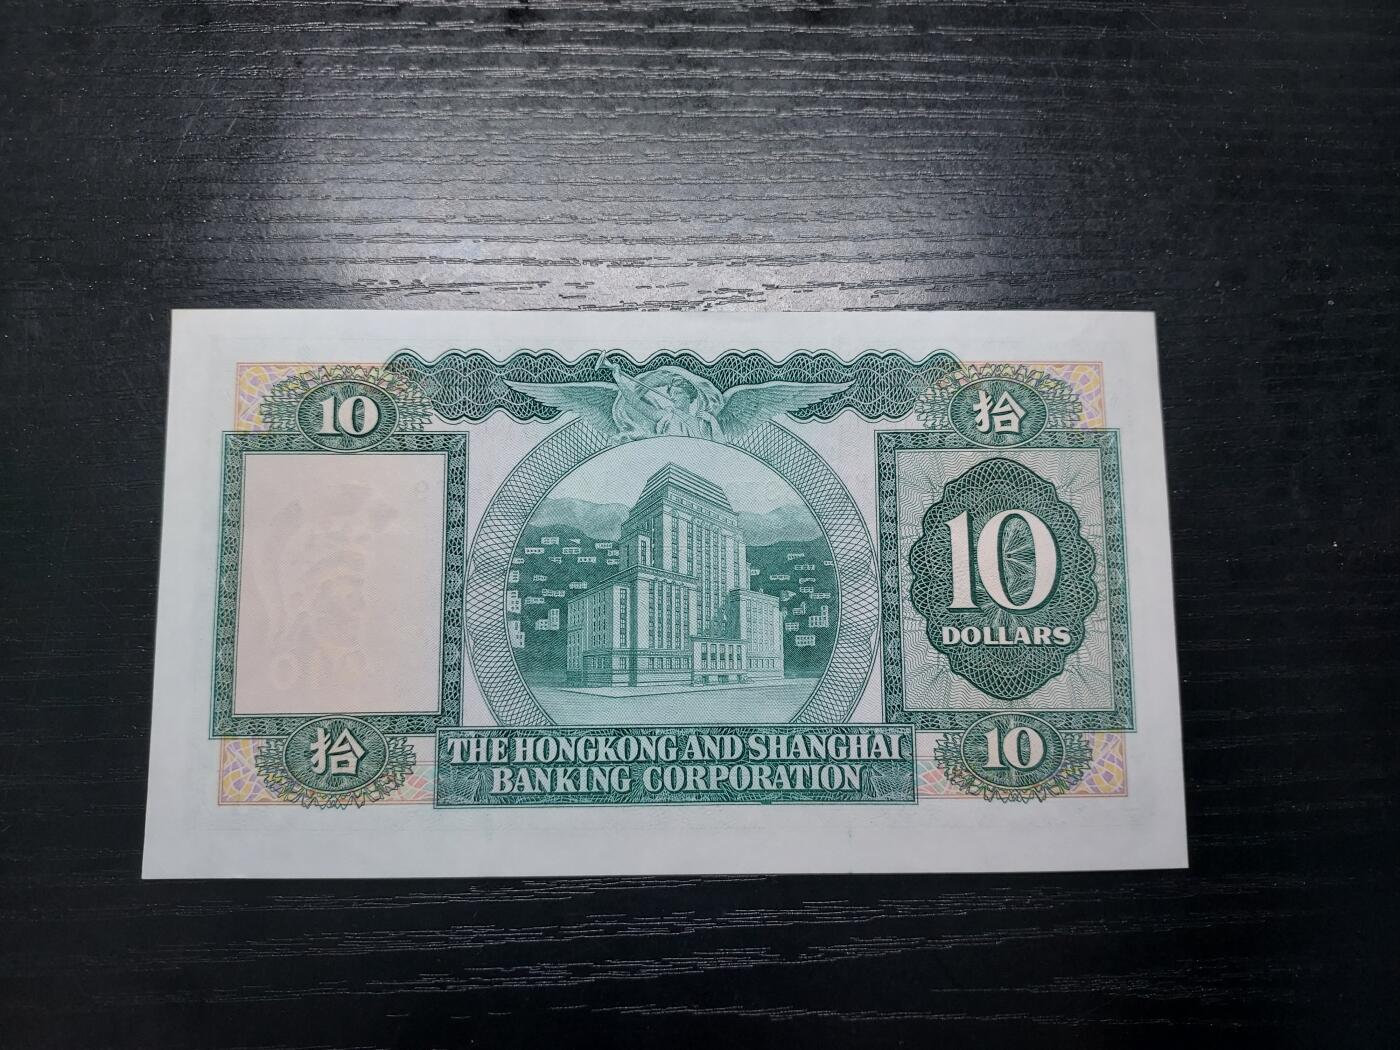 10
拾
10
DOLLARS
拾
10
THE HONGKONG AND SHANGHAI
BANKING CORPORATION